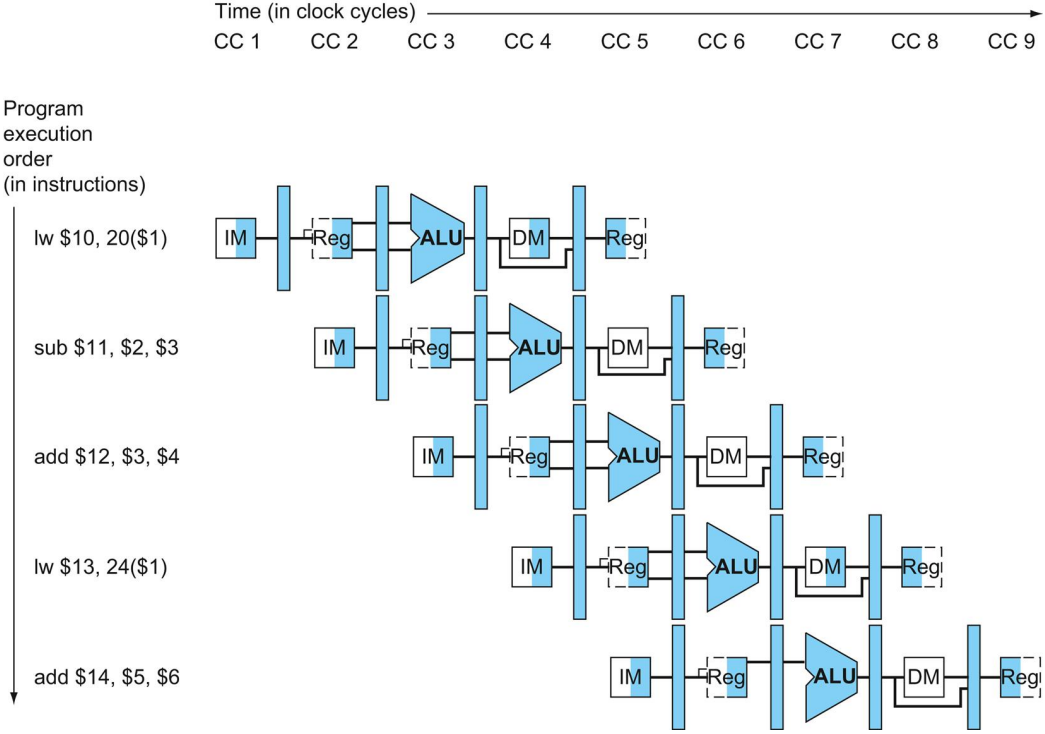 Time (in clock cycles)
CC 1 CC 2 CC 3 CC 4 CC 5 CC 6 CC 7 CC 8 CC 9
Program
execution
order
(in instructions)
lw $10, 20($1) IM Reg ALU DM Reg
sub $11, $2, $3 IM Reg ALU DM Reg
add $12, $3, $4 IM Reg ALU DM Reg
lw $13, 24($1) IM Reg ALU DM Reg
add $14, $5, $6 IM Reg ALU DM Reg